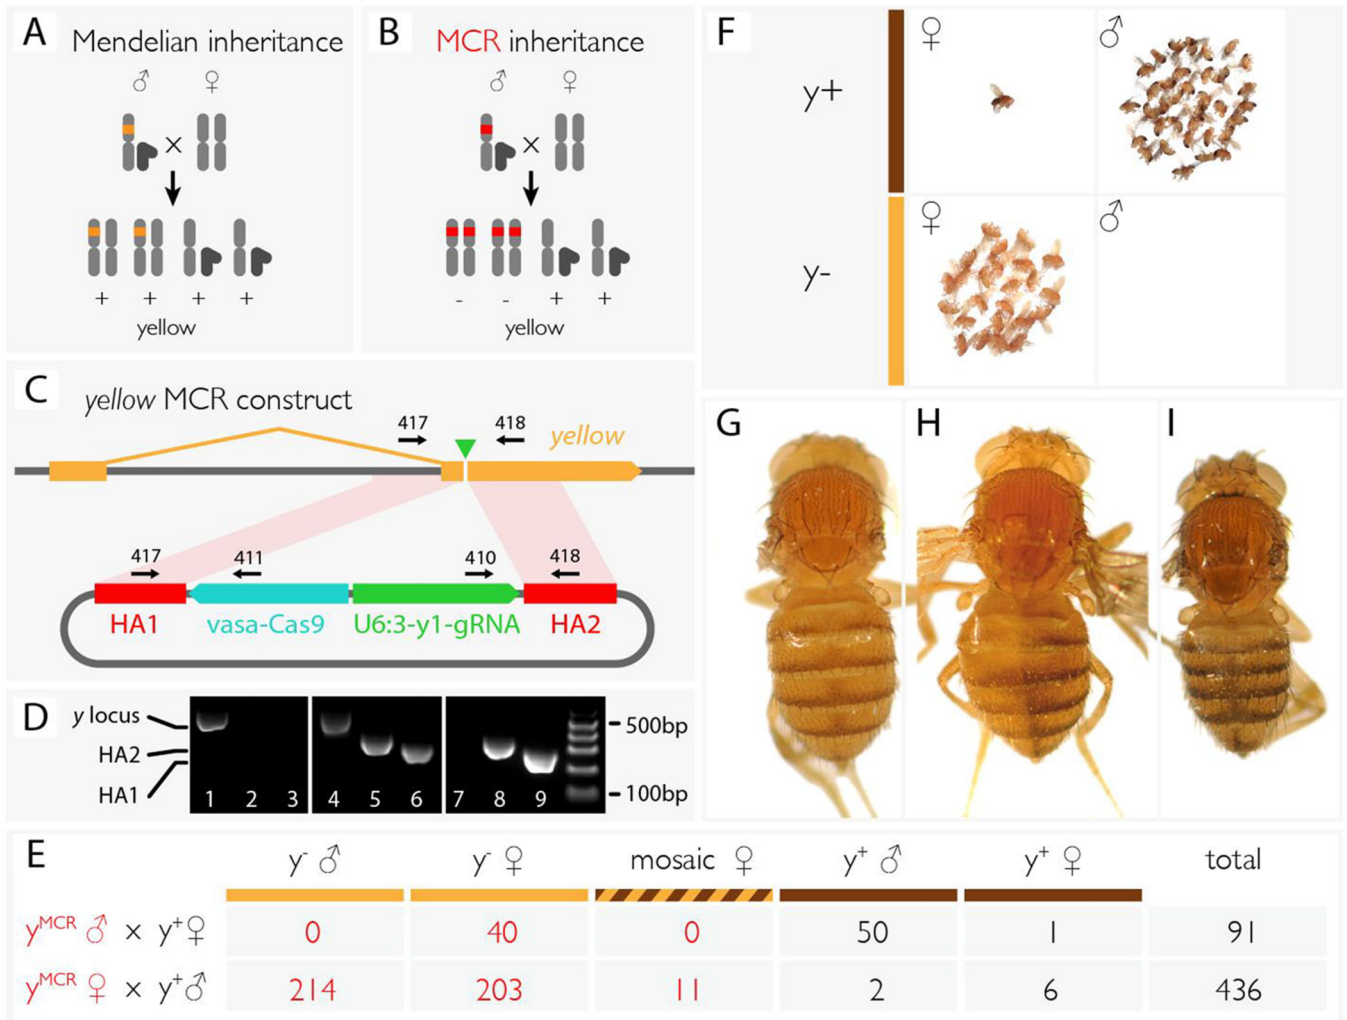 A
Mendelian inheritance
♂ ♀
×
+ + + +
yellow
B
MCR inheritance
♂ ♀
×
- - + +
yellow
C
yellow MCR construct
417 418 yellow
417 411 410 418
HA1 vasa-Cas9 U6:3-y1-gRNA HA2
D
y locus
HA2
HA1
1 2 3 4 5 6 7 8 9
500bp
100bp
F
♀ ♂
y+
♀ ♂
y-
G H I
E
y⁻ ♂ y⁻ ♀ mosaic ♀ y⁺ ♂ y⁺ ♀ total
yᴹᶜᴿ ♂ × y⁺♀ 0 40 0 50 1 91
yᴹᶜᴿ ♀ × y⁺♂ 214 203 11 2 6 436